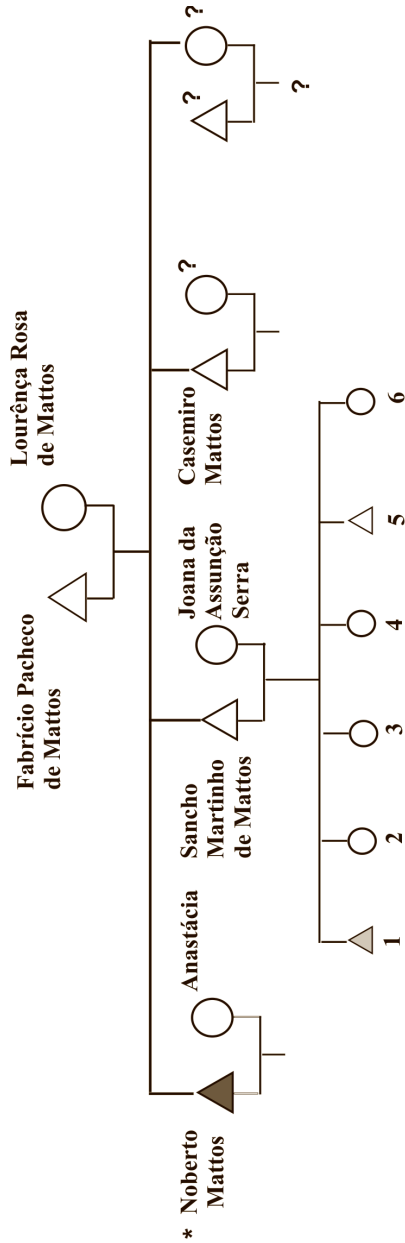 Fabrício Pacheco
de Mattos
Lourênça Rosa
de Mattos
* Noberto
Mattos
Anastácia
Sancho
Martinho
de Mattos
Joana da
Assunção
Serra
Casemiro
Mattos
?
?
?
?
1
2
3
4
5
6